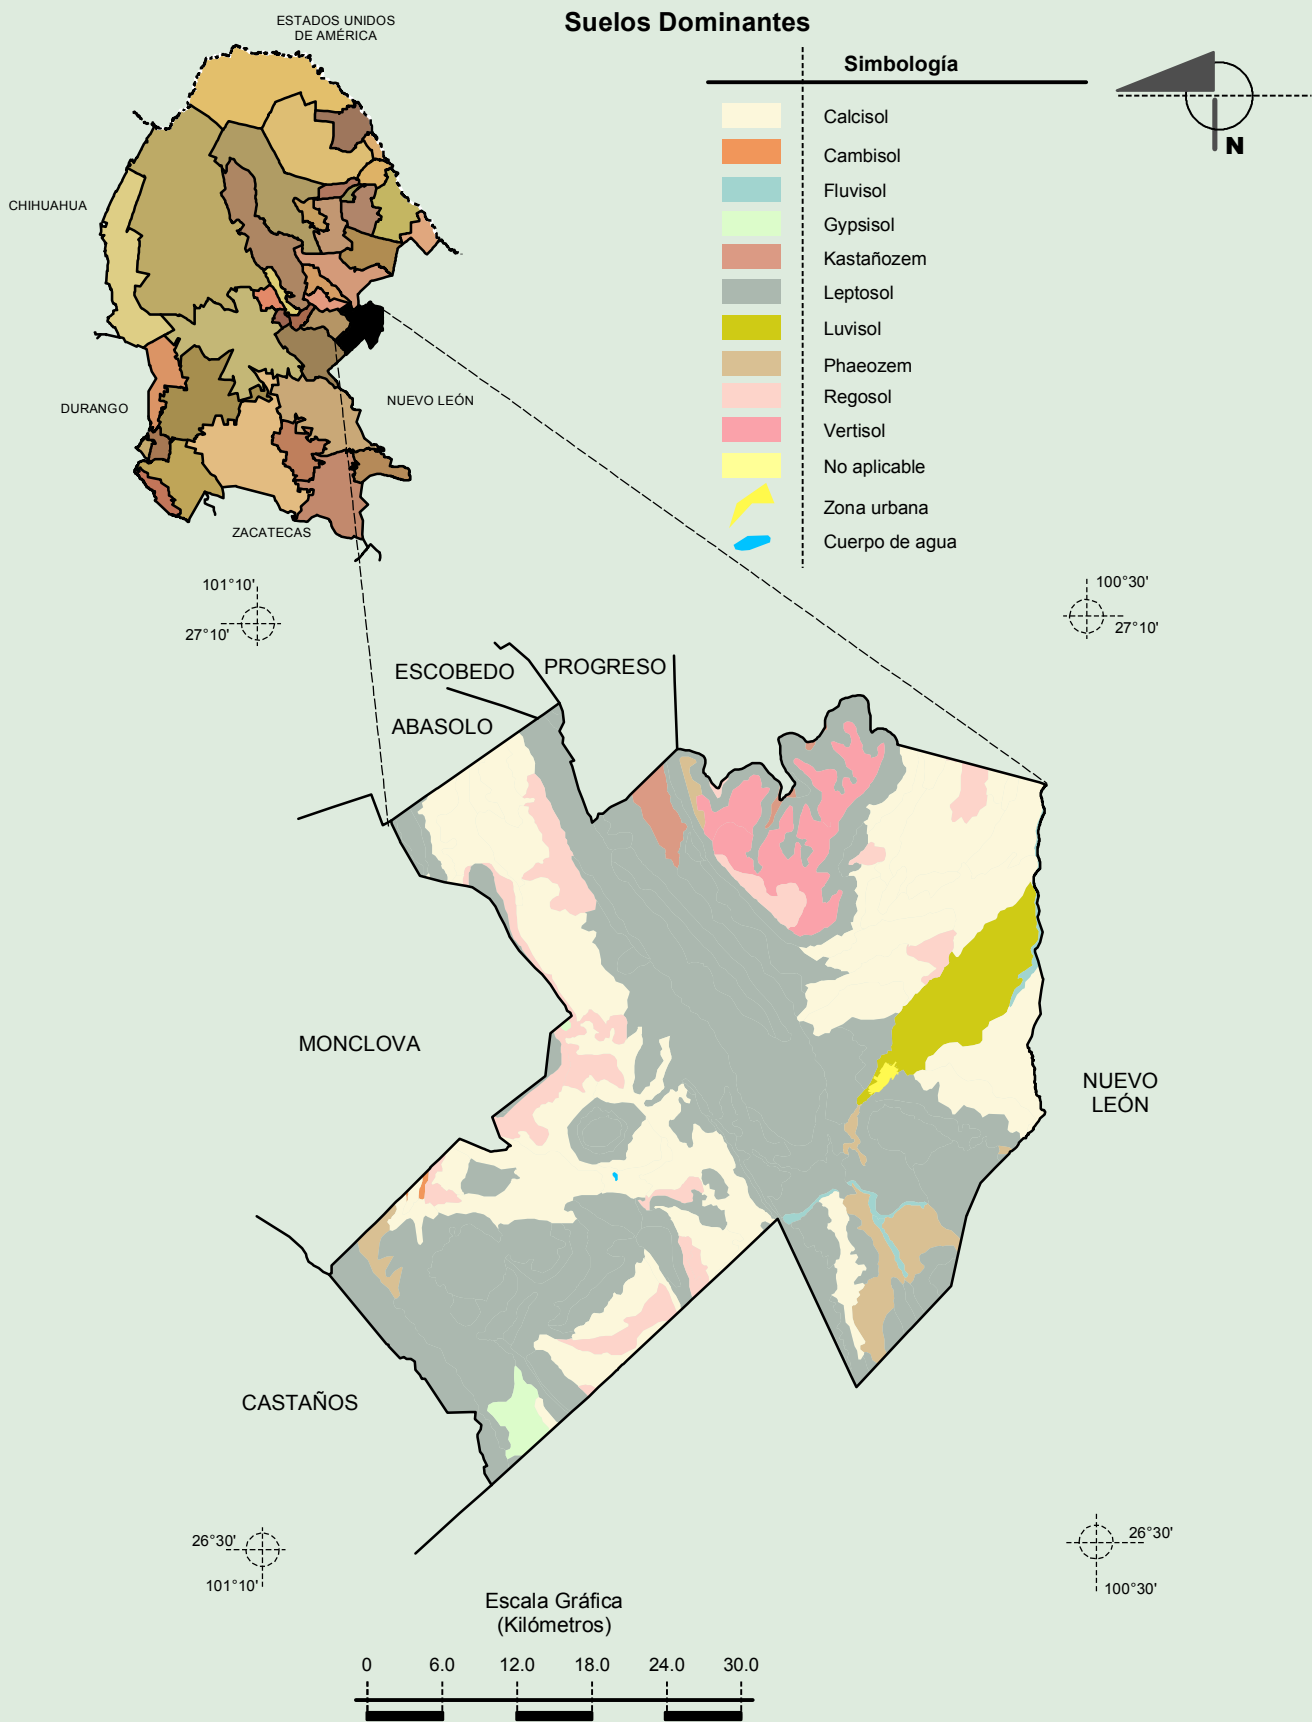 Suelos Dominantes
ESTADOS UNIDOS
DE AMÉRICA
CHIHUAHUA
DURANGO
NUEVO LEÓN
ZACATECAS
Simbología
Calcisol
Cambisol
Fluvisol
Gypsisol
Kastañozem
Leptosol
Luvisol
Phaeozem
Regosol
Vertisol
No aplicable
Zona urbana
Cuerpo de agua
N
101°10'
27°10'
100°30'
27°10'
ESCOBEDO
PROGRESO
ABASOLO
MONCLOVA
NUEVO
LEÓN
CASTAÑOS
26°30'
101°10'
26°30'
100°30'
Escala Gráfica
(Kilómetros)
0 6.0 12.0 18.0 24.0 30.0